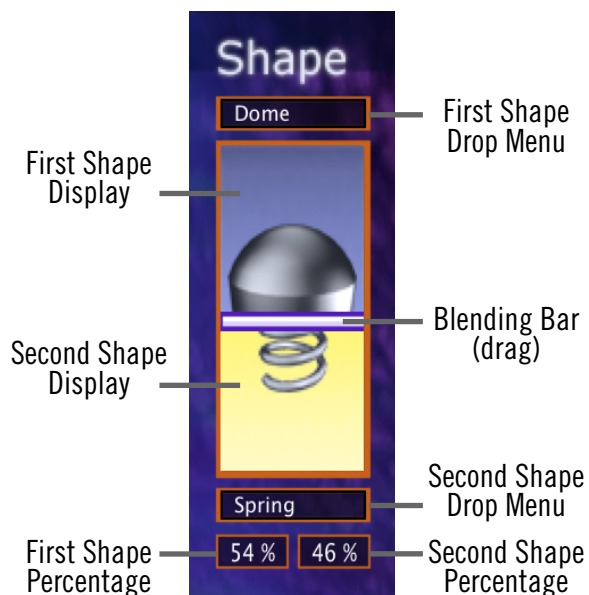 Shape
Dome
First Shape
Drop Menu
First Shape
Display
Blending Bar
(drag)
Second Shape
Display
Second Shape
Drop Menu
Spring
First Shape
Percentage
54 %
46 %
Second Shape
Percentage